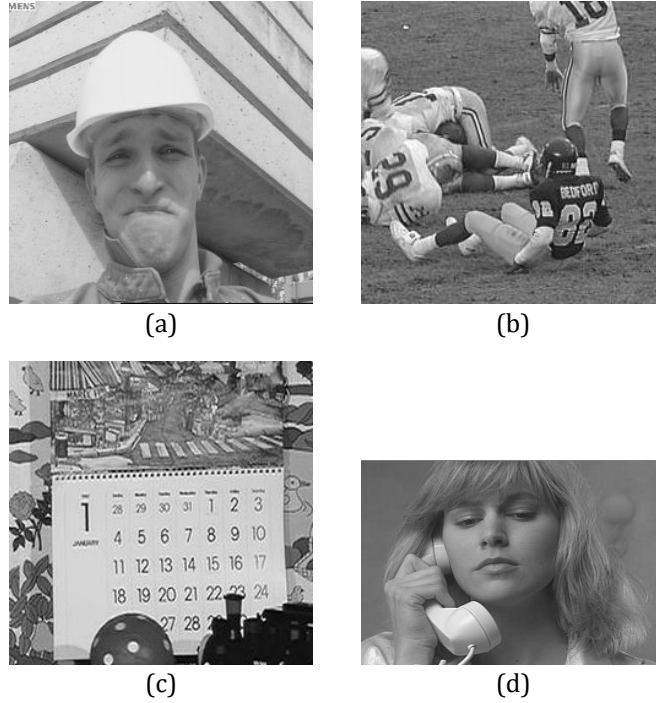 MENS
29
BEDFORD
82
(a)
(b)
1 28 29 30 31 1 2 3
JANUARY 4 5 6 7 8 9 10
11 12 13 14 15 16 17
18 19 20 21 22 23 24
27 28
(c)
(d)